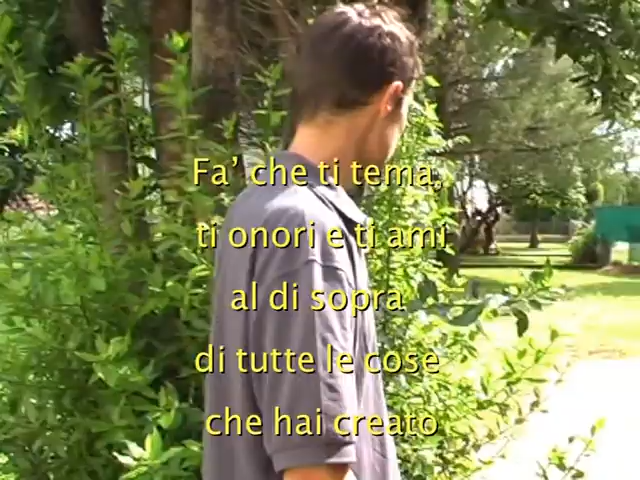 Fa’ che ti tema,
ti onori e ti ami
al di sopra
di tutte le cose
che hai creato